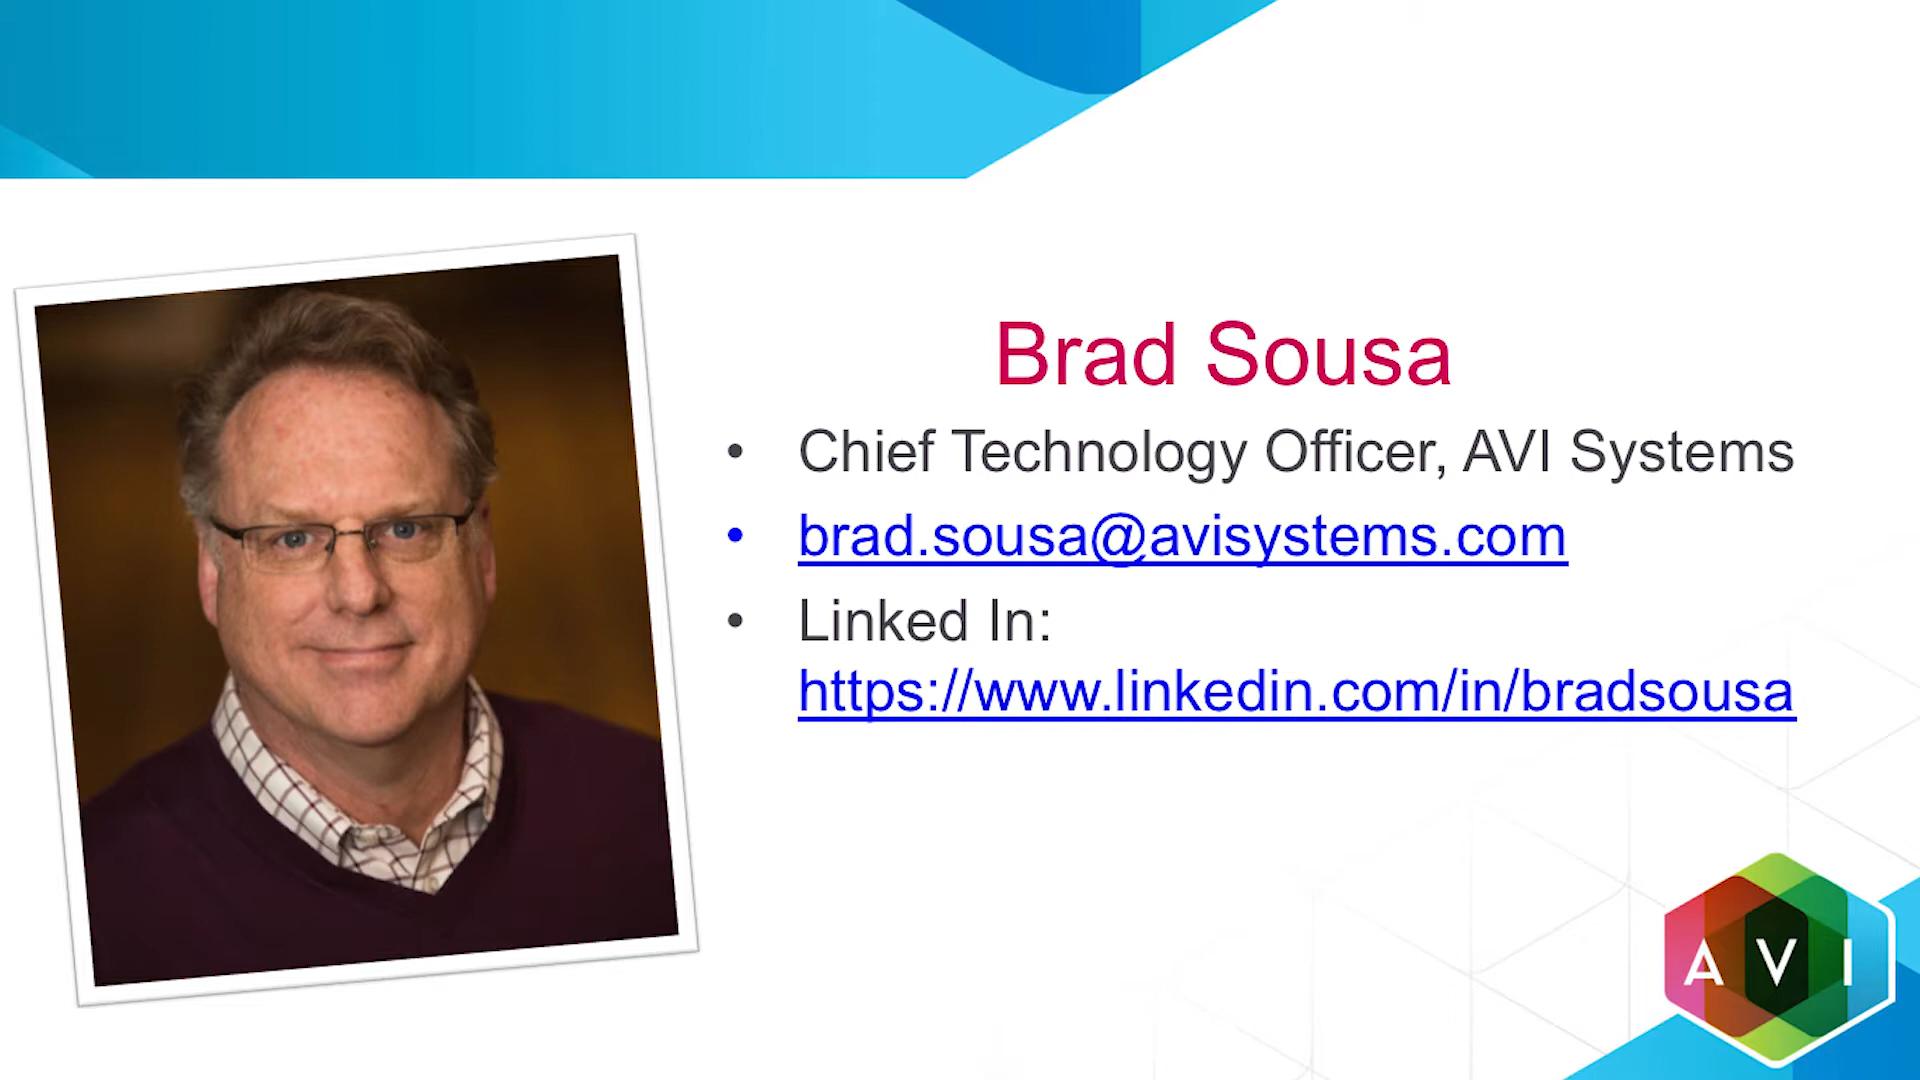 Brad Sousa
• Chief Technology Officer, AVI Systems
• brad.sousa@avisystems.com
• Linked In:
https://www.linkedin.com/in/bradsousa
AVI